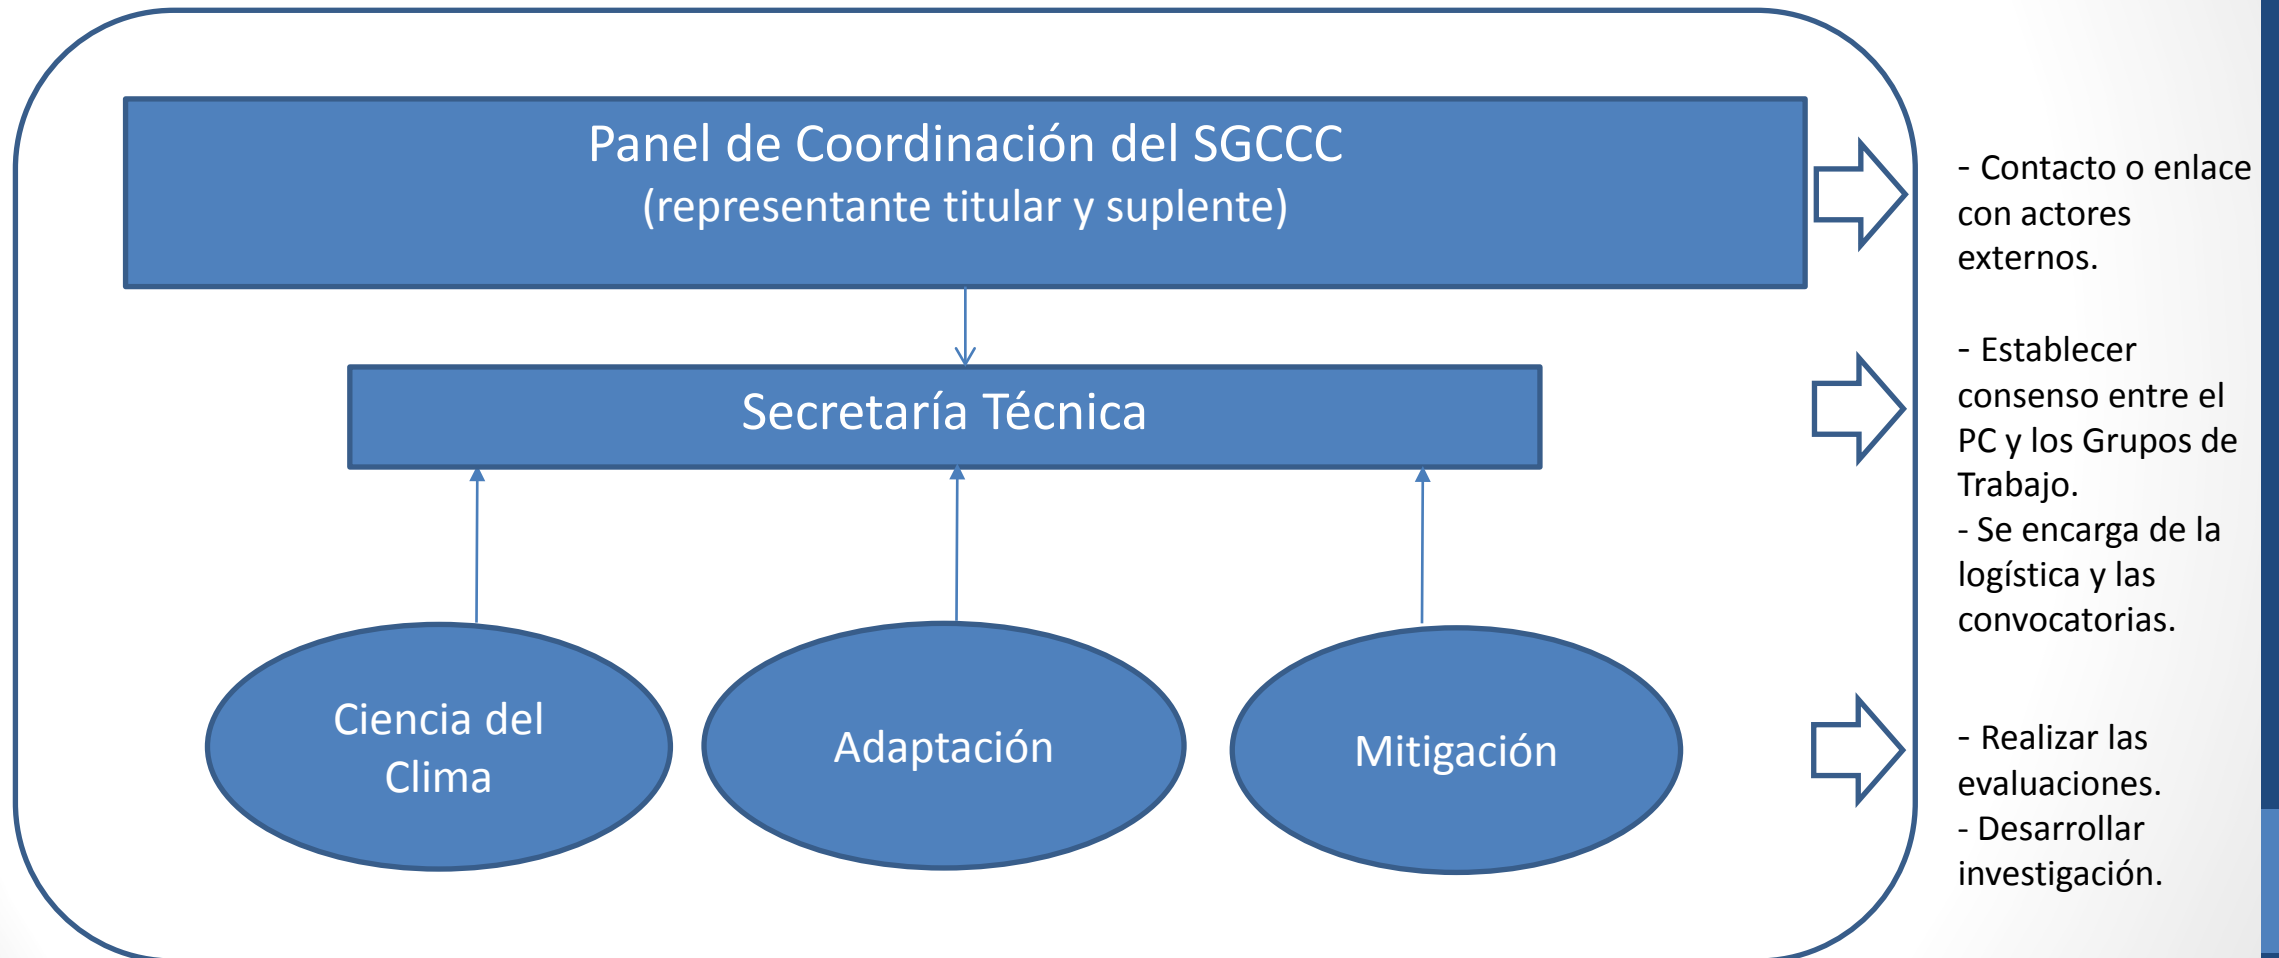 Panel de Coordinación del SGCCC
(representante titular y suplente)
- Contacto o enlace
con actores
externos.
Secretaría Técnica
- Establecer
consenso entre el
PC y los Grupos de
Trabajo.
- Se encarga de la
logística y las
convocatorias.
Ciencia del
Clima
Adaptación
Mitigación
- Realizar las
evaluaciones.
- Desarrollar
investigación.